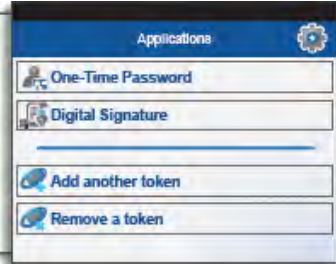 Applications
One-Time Password
Digital Signature
Add another token
Remove a token